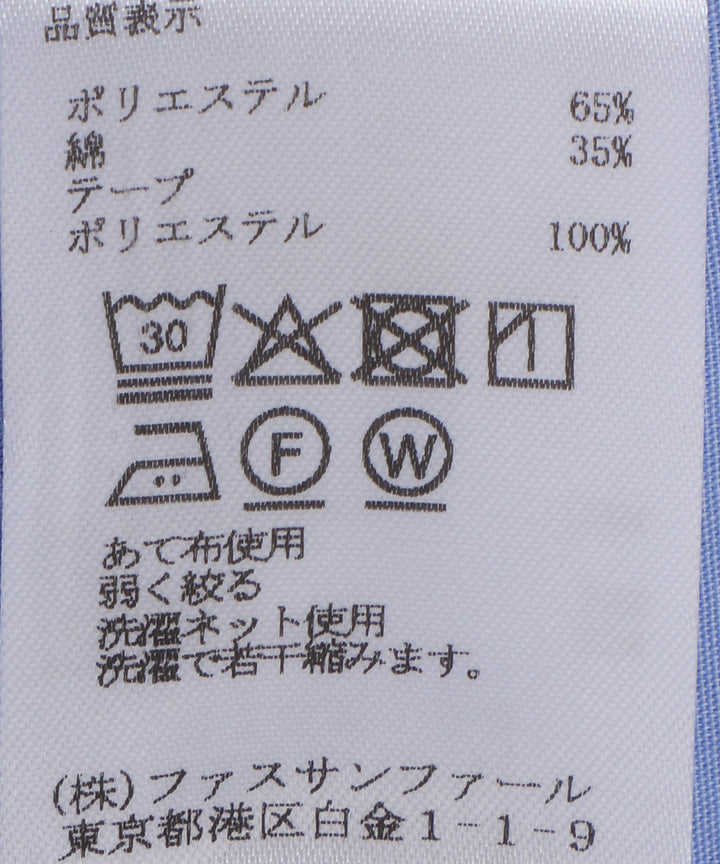 品質表示
ポリエステル 65%
綿 35%
テープ
ポリエステル 100%
30
F W
あて布使用
弱く絞る
洗濯ネット使用
洗濯で若干縮みます。
(株)ファスサンファール
東京都港区白金1-1-9